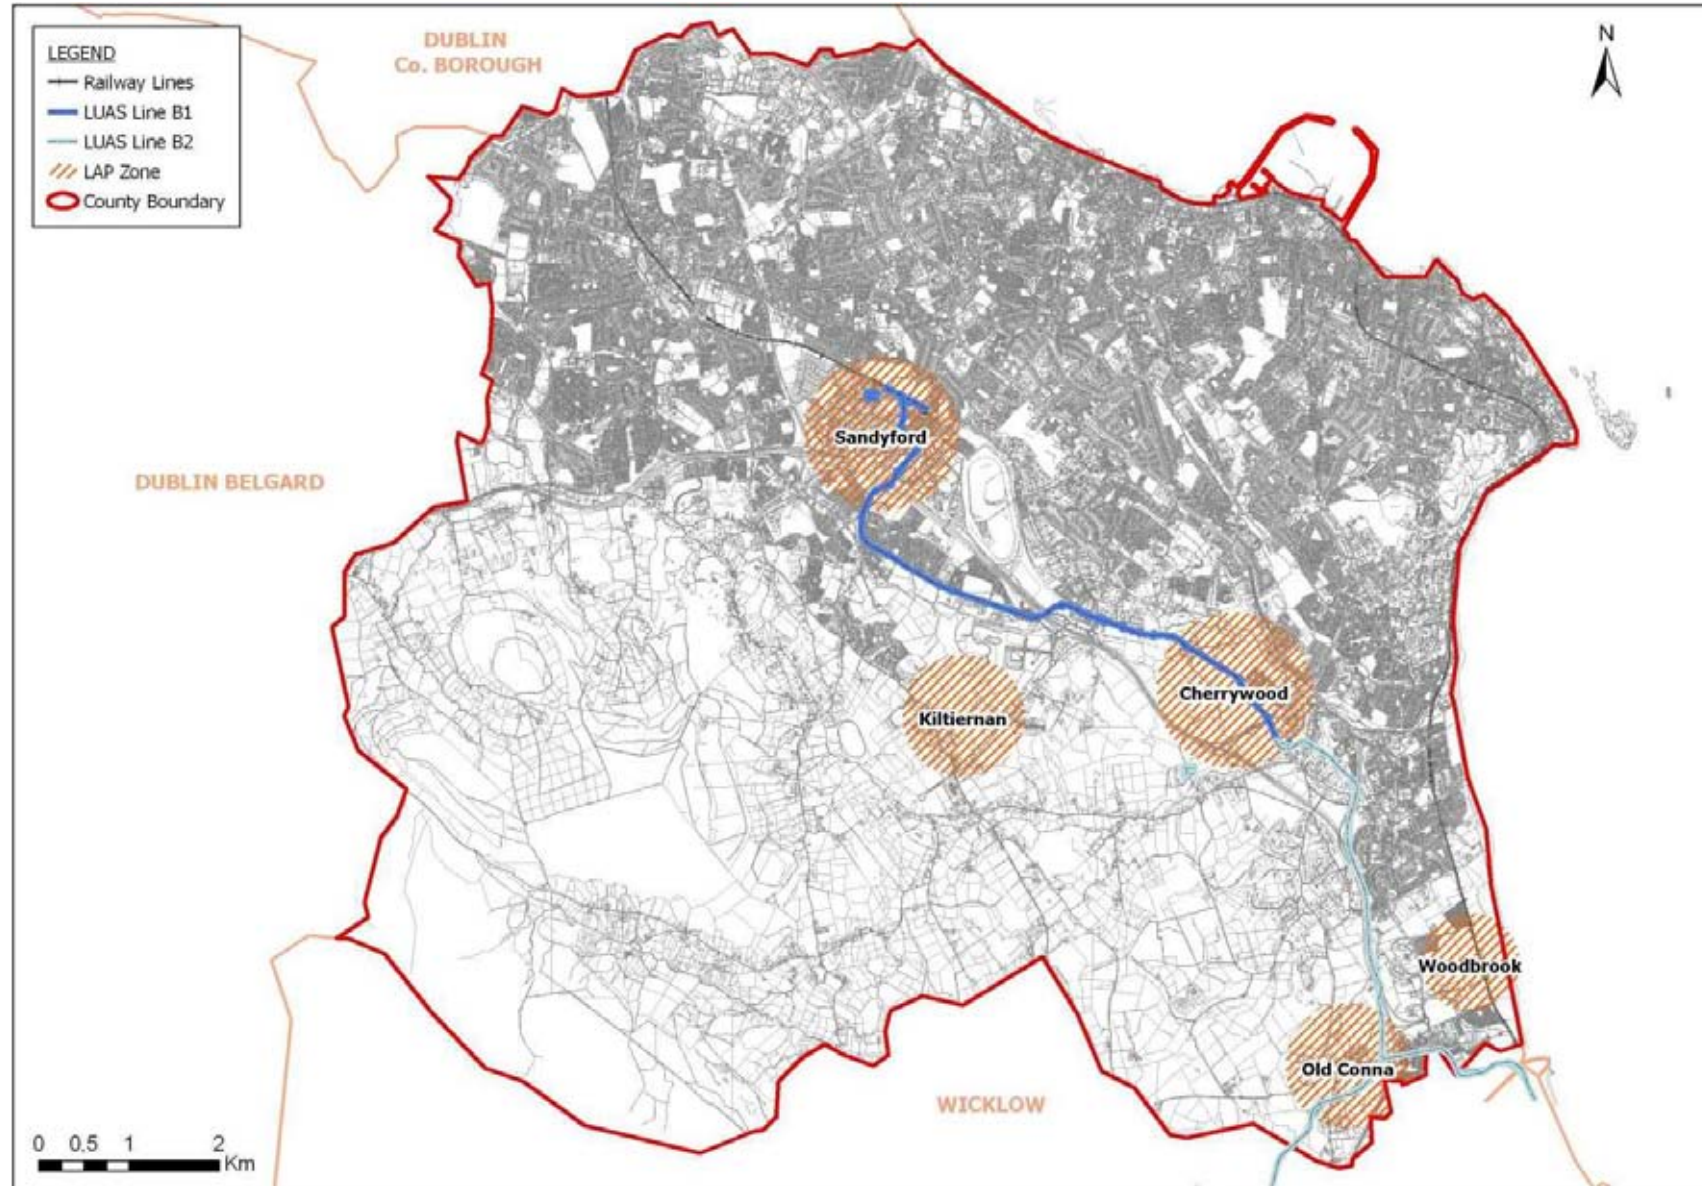 LEGEND
Railway Lines
LUAS Line B1
LUAS Line B2
LAP Zone
County Boundary
DUBLIN
Co. BOROUGH
N
Sandyford
DUBLIN BELGARD
Cherrywood
Kiltiernan
Woodbrook
Old Conna
WICKLOW
0 0.5 1 2
Km